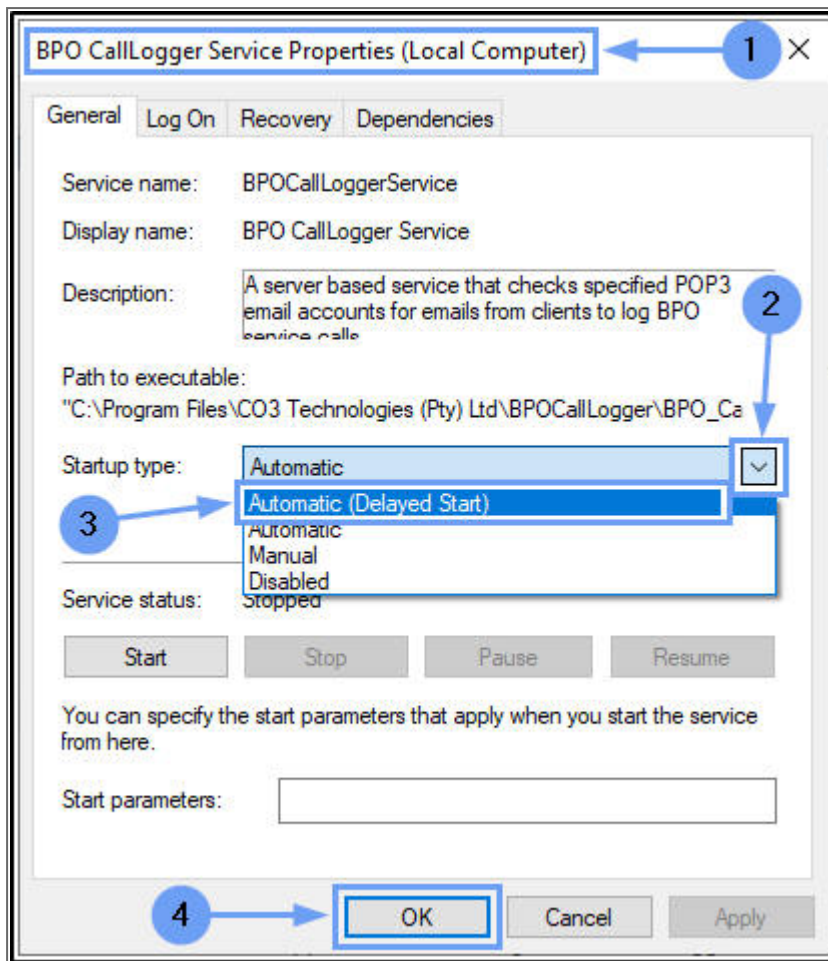 BPO CallLogger Service Properties (Local Computer)
1
General Log On Recovery Dependencies
Service name: BPOCallLoggerService
Display name: BPO CallLogger Service
Description: A server based service that checks specified POP3
email accounts for emails from clients to log BPO
service calls
2
Path to executable:
"C:\Program Files\CO3 Technologies (Pty) Ltd\BPOCallLogger\BPO_Ca
Startup type: Automatic
3
Automatic (Delayed Start)
Automatic
Manual
Disabled
Service status: Stopped
Start Stop Pause Resume
You can specify the start parameters that apply when you start the service
from here.
Start parameters:
4
OK Cancel Apply